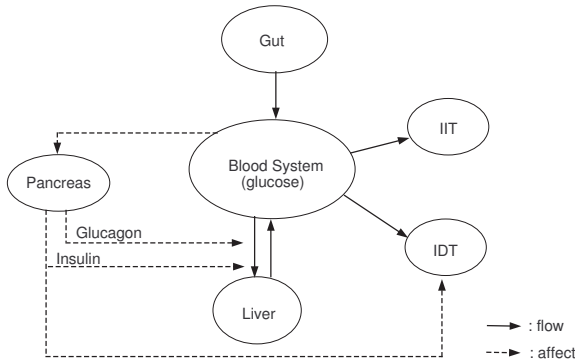 Gut
IIT
Blood System
(glucose)
Pancreas
Glucagon
IDT
Insulin
Liver
: flow
: affect